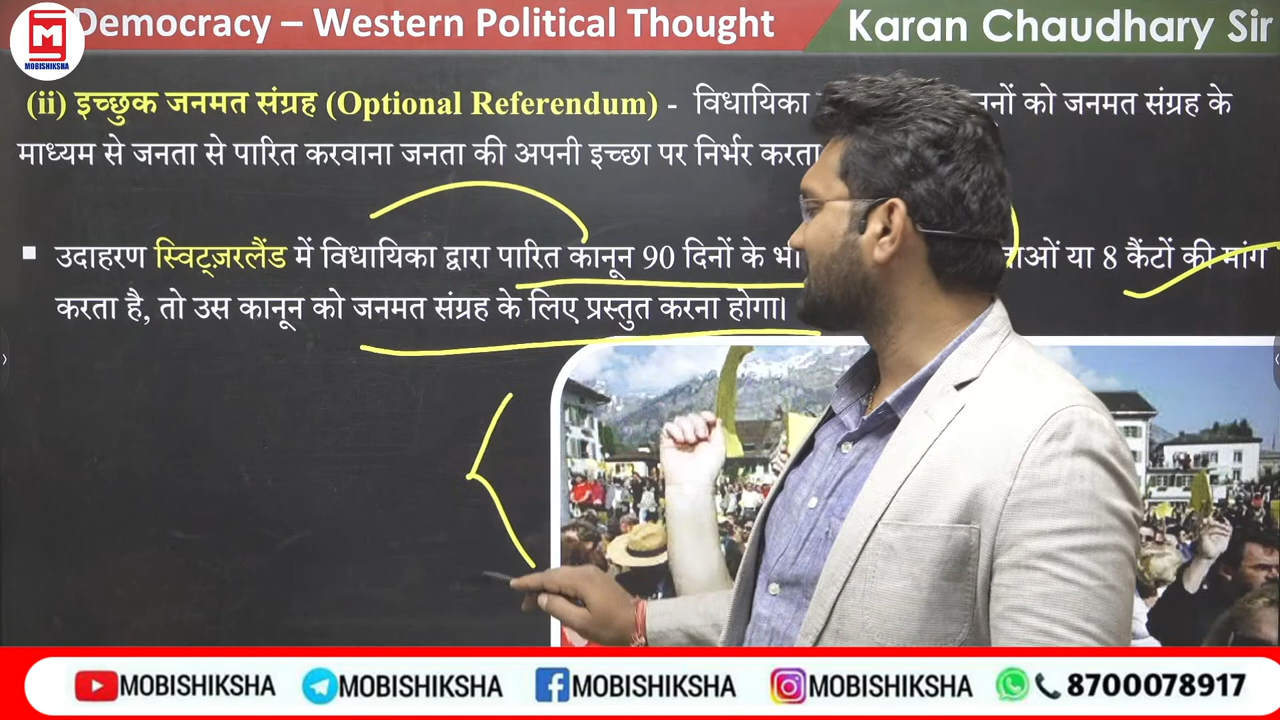 Democracy – Western Political Thought
Karan Chaudhary Sir
M
MOBISHIKSHA
(ii) इच्छुक जनमत संग्रह (Optional Referendum) - विधायिका को जनमत संग्रह के
माध्यम से जनता से पारित करवाना जनता की अपनी इच्छा पर निर्भर करता
उदाहरण स्विट्ज़रलैंड में विधायिका द्वारा पारित कानून 90 दिनों के या 8 कैंटों की मांग
करता है, तो उस कानून को जनमत संग्रह के लिए प्रस्तुत करना होगा।
MOBISHIKSHA MOBISHIKSHA MOBISHIKSHA MOBISHIKSHA 8700078917